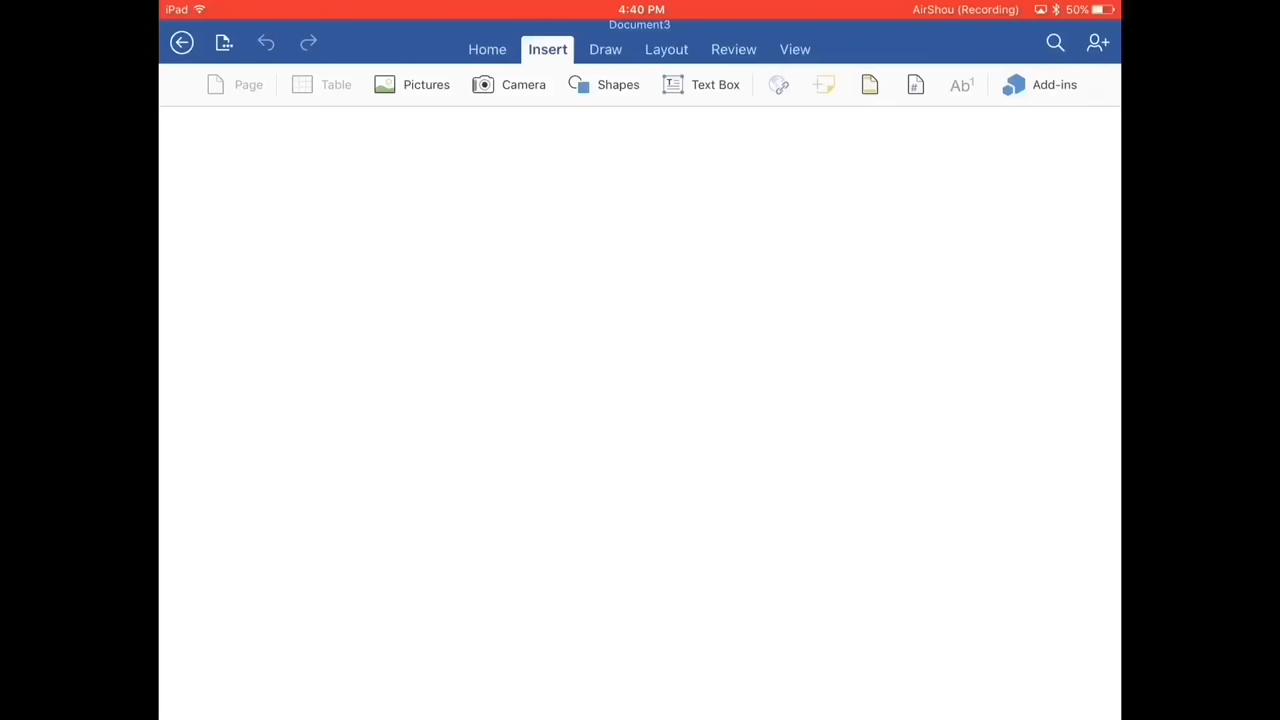 iPad 4:40 PM AirShou (Recording) 50%
Document3
Home Insert Draw Layout Review View
Page Table Pictures Camera Shapes Text Box # Ab1 Add-ins